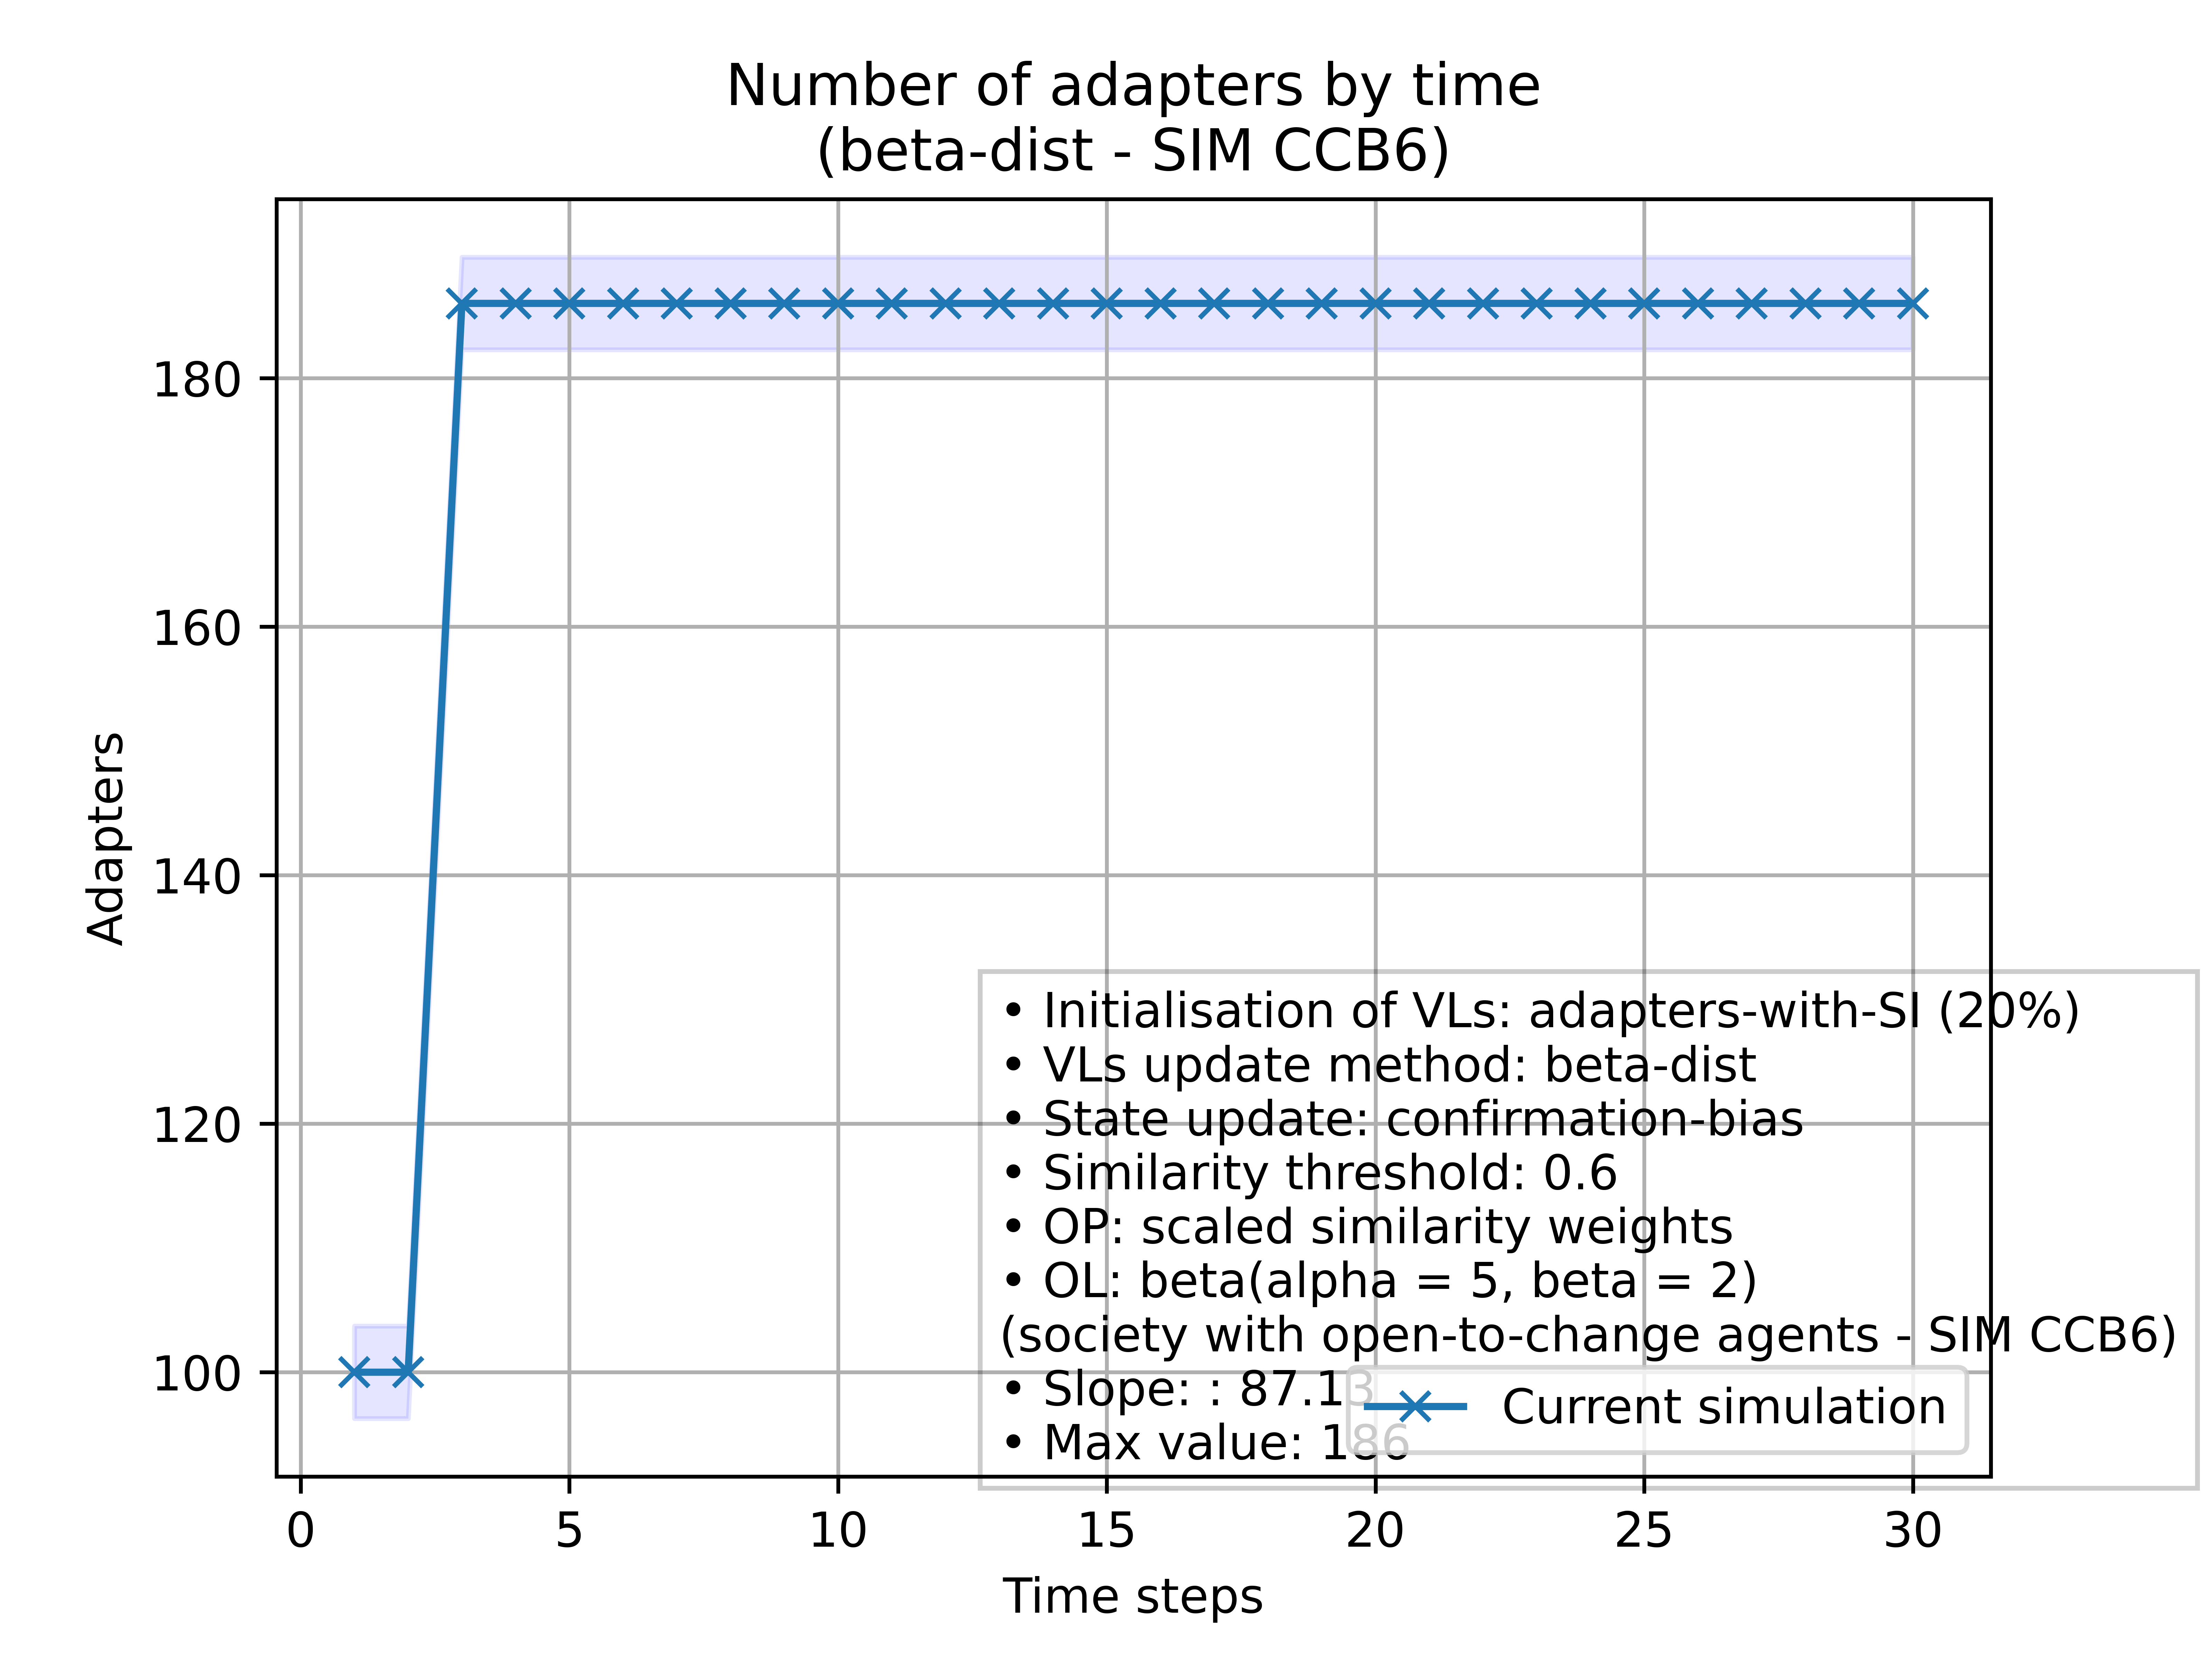 Number of adapters by time
(beta-dist - SIM CCB6)
Adapters
180
160
140
120
100
• Initialisation of VLs: adapters-with-SI (20%)
• VLs update method: beta-dist
• State update: confirmation-bias
• Similarity threshold: 0.6
• OP: scaled similarity weights
• OL: beta(alpha = 5, beta = 2)
(society with open-to-change agents - SIM CCB6)
• Slope: : 87.13
• Max value: 186
Current simulation
0 5 10 15 20 25 30
Time steps